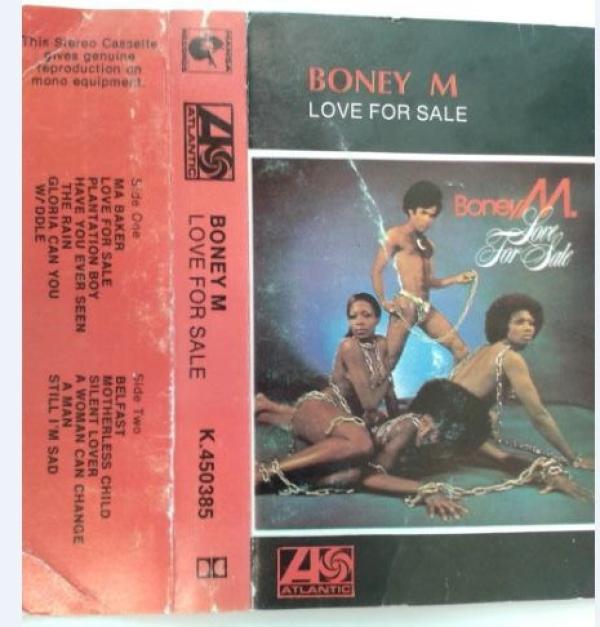 This Stereo Cassette
gives genuine
reproduction on
mono equipment.
Side One
MA BAKER
LOVE FOR SALE
PLANTATION BOY
HAVE YOU EVER SEEN
THE RAIN
GLORIA CAN YOU
WADDLE
Side Two
BELFAST
MOTHERLESS CHILD
SILENT LOVER
A WOMAN CAN CHANGE
A MAN
STILL I'M SAD
HANSA
RECORDS
ATLANTIC
BONEY M
LOVE FOR SALE
K.450385
BONEY M
LOVE FOR SALE
Boney M.
Love
For Sale
ATLANTIC